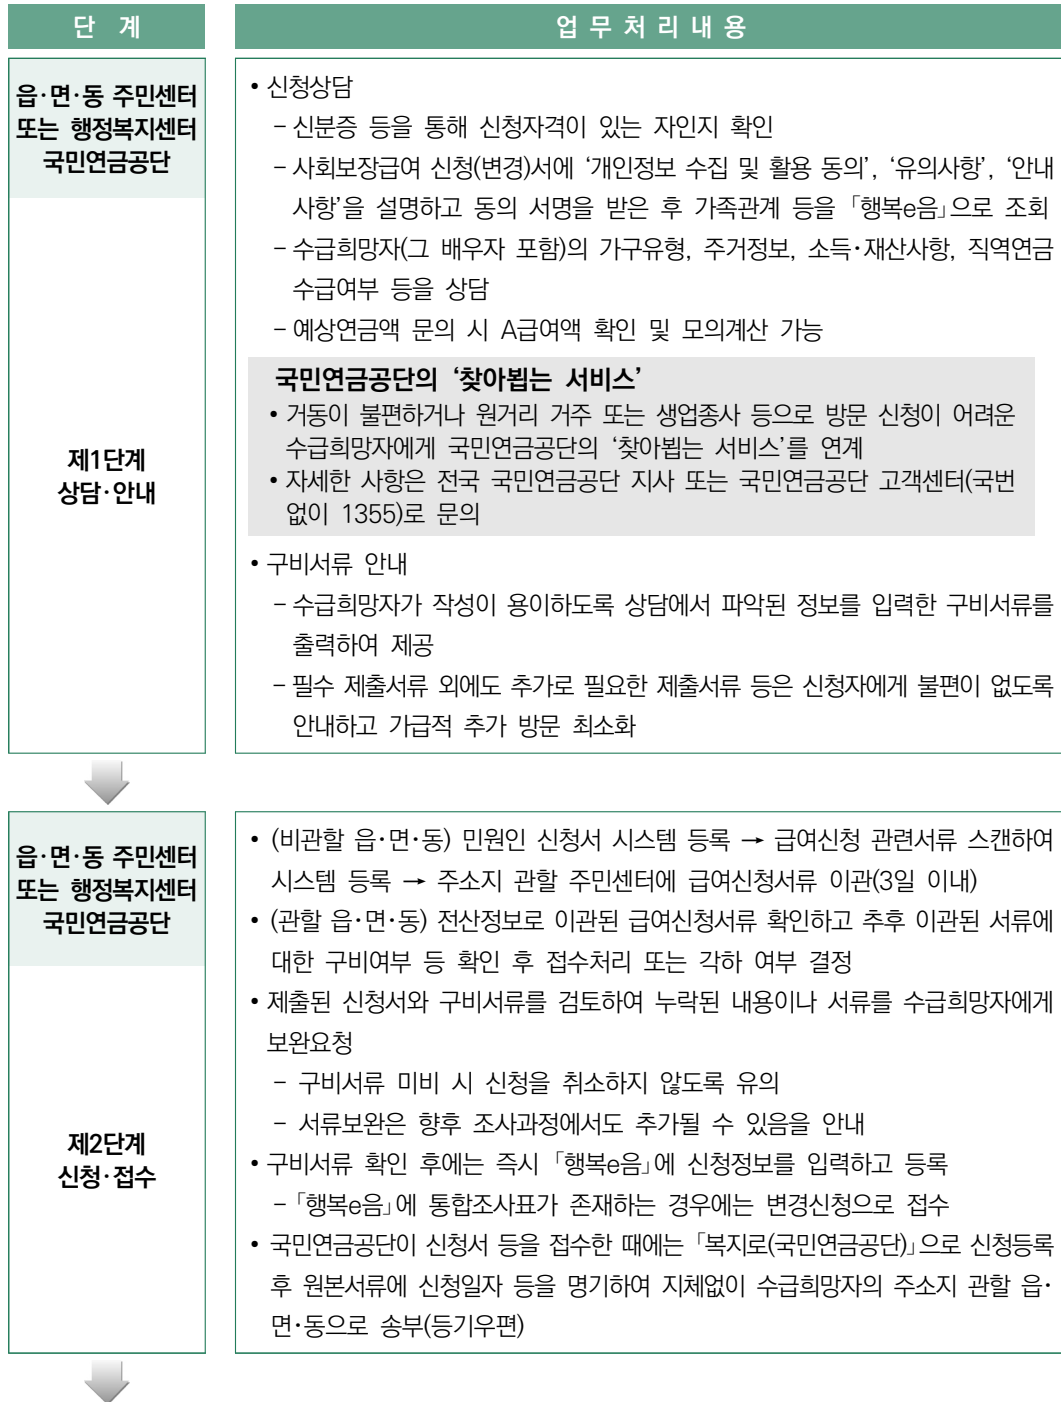 단 계
업 무 처 리 내 용
읍·면·동 주민센터
또는 행정복지센터
국민연금공단
제1단계
상담·안내
• 신청상담
– 신분증 등을 통해 신청자격이 있는 자인지 확인
– 사회보장급여 신청(변경)서에 ‘개인정보 수집 및 활용 동의’, ‘유의사항’, ‘안내
사항’을 설명하고 동의 서명을 받은 후 가족관계 등을 「행복e음」으로 조회
– 수급희망자(그 배우자 포함)의 가구유형, 주거정보, 소득·재산사항, 직역연금
수급여부 등을 상담
– 예상연금액 문의 시 A급여액 확인 및 모의계산 가능
국민연금공단의 ‘찾아뵙는 서비스’
• 거동이 불편하거나 원거리 거주 또는 생업종사 등으로 방문 신청이 어려운
수급희망자에게 국민연금공단의 ‘찾아뵙는 서비스’를 연계
• 자세한 사항은 전국 국민연금공단 지사 또는 국민연금공단 고객센터(국번
없이 1355)로 문의
• 구비서류 안내
– 수급희망자가 작성이 용이하도록 상담에서 파악된 정보를 입력한 구비서류를
출력하여 제공
– 필수 제출서류 외에도 추가로 필요한 제출서류 등은 신청자에게 불편이 없도록
안내하고 가급적 추가 방문 최소화
읍·면·동 주민센터
또는 행정복지센터
국민연금공단
제2단계
신청·접수
• (비관할 읍·면·동) 민원인 신청서 시스템 등록 → 급여신청 관련서류 스캔하여
시스템 등록 → 주소지 관할 주민센터에 급여신청서류 이관(3일 이내)
• (관할 읍·면·동) 전산정보로 이관된 급여신청서류 확인하고 추후 이관된 서류에
대한 구비여부 등 확인 후 접수처리 또는 각하 여부 결정
• 제출된 신청서와 구비서류를 검토하여 누락된 내용이나 서류를 수급희망자에게
보완요청
– 구비서류 미비 시 신청을 취소하지 않도록 유의
– 서류보완은 향후 조사과정에서도 추가될 수 있음을 안내
• 구비서류 확인 후에는 즉시 「행복e음」에 신청정보를 입력하고 등록
– 「행복e음」에 통합조사표가 존재하는 경우에는 변경신청으로 접수
• 국민연금공단이 신청서 등을 접수한 때에는 「복지로(국민연금공단)」으로 신청등록
후 원본서류에 신청일자 등을 명기하여 지체없이 수급희망자의 주소지 관할 읍·
면·동으로 송부(등기우편)